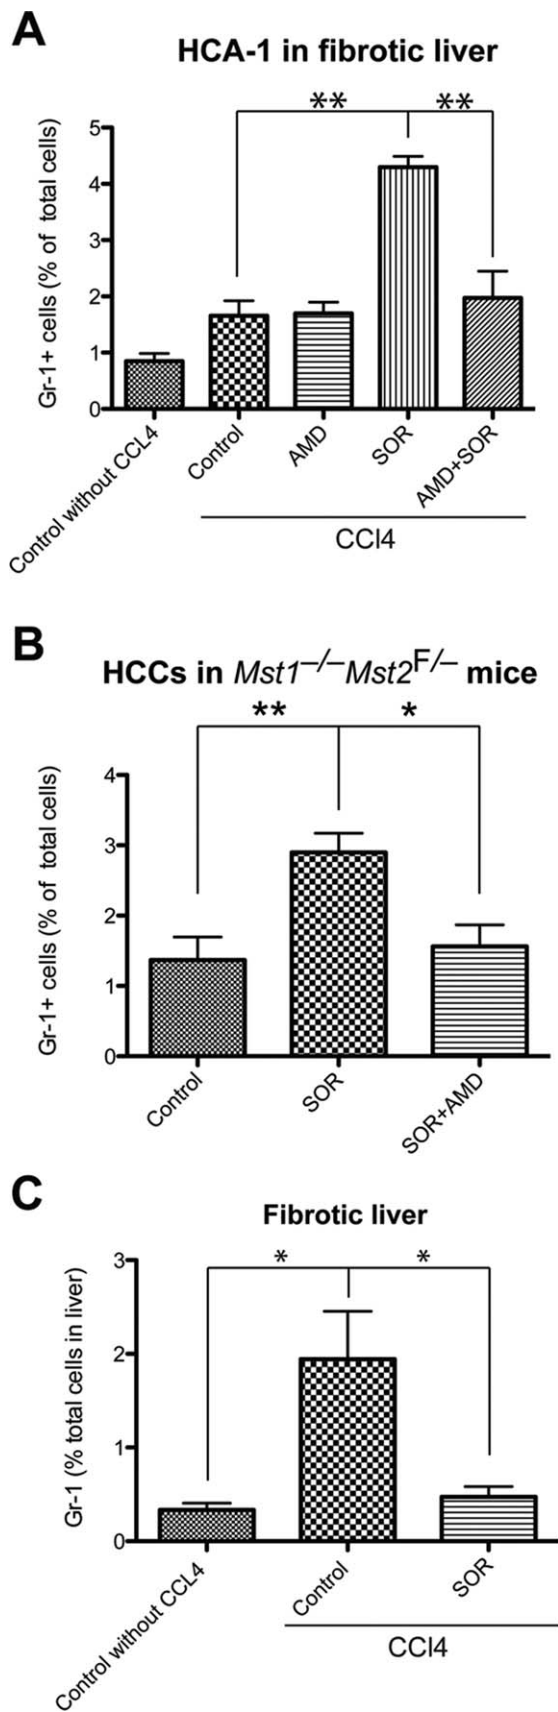 A
HCA-1 in fibrotic liver
** **
Gr-1+ cells (% of total cells)
5
4
3
2
1
0
Control without CCL4
Control
AMD
SOR
AMD+SOR
CCl4
B
HCCs in Mst1–/–Mst2F/– mice
** *
Gr-1+ cells (% of total cells)
4
3
2
1
0
Control
SOR
SOR+AMD
C
Fibrotic liver
* *
Gr-1 (% total cells in liver)
3
2
1
0
Control without CCL4
Control
SOR
CCl4